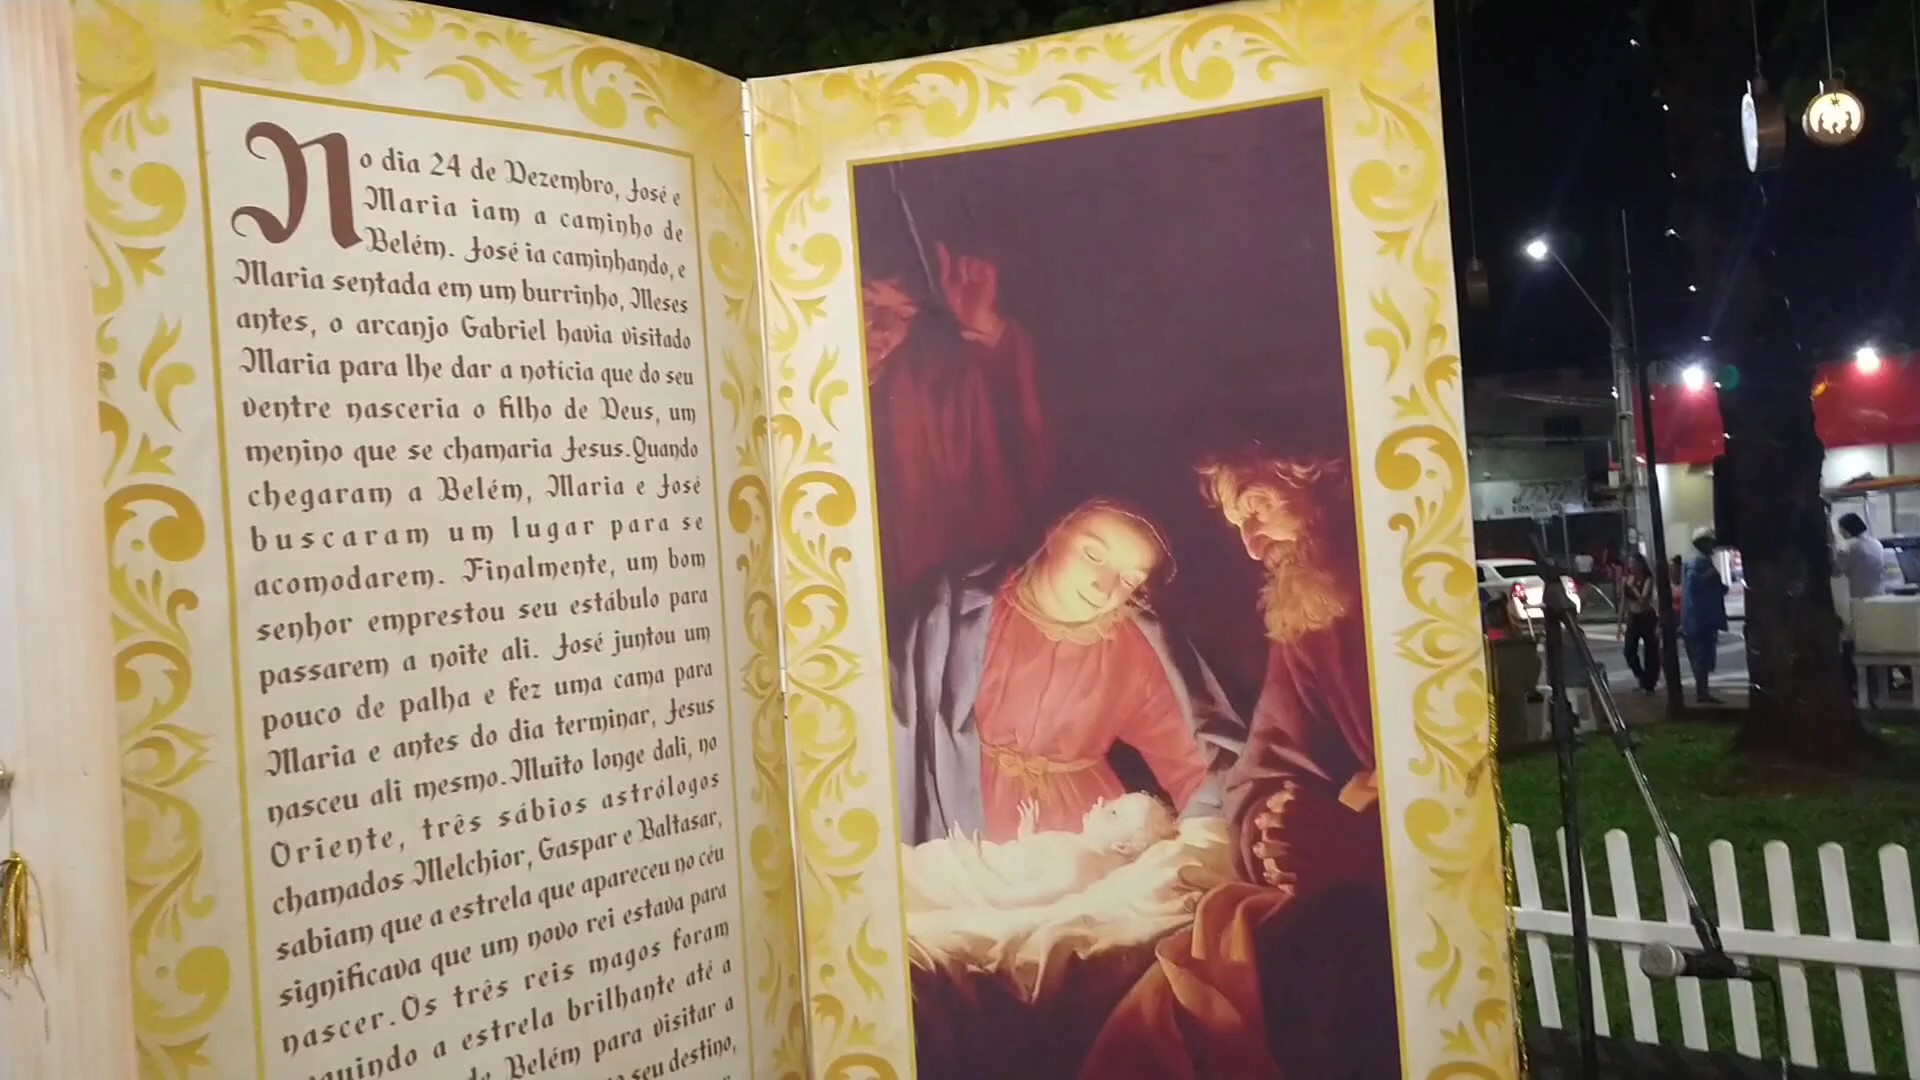 No dia 24 de Dezembro, José e
Maria iam a caminho de
Belém. José ia caminhando, e
Maria sentada em um burrinho, Meses
antes, o arcanjo Gabriel havia visitado
Maria para lhe dar a notícia que do seu
ventre nasceria o filho de Deus, um
menino que se chamaria Jesus.Quando
chegaram a Belém, Maria e José
buscaram um lugar para se
acomodarem. Finalmente, um bom
senhor emprestou seu estábulo para
passarem a noite ali. José juntou um
pouco de palha e fez uma cama para
Maria e antes do dia terminar, Jesus
nasceu ali mesmo.Muito longe dali, no
Oriente, três sábios astrólogos
chamados Melchior, Gaspar e Baltasar,
sabiam que a estrela que apareceu no céu
significava que um novo rei estava para
nascer.Os três reis magos foram
a estrela brilhante até a
de Belém para visitar a
seu destino,